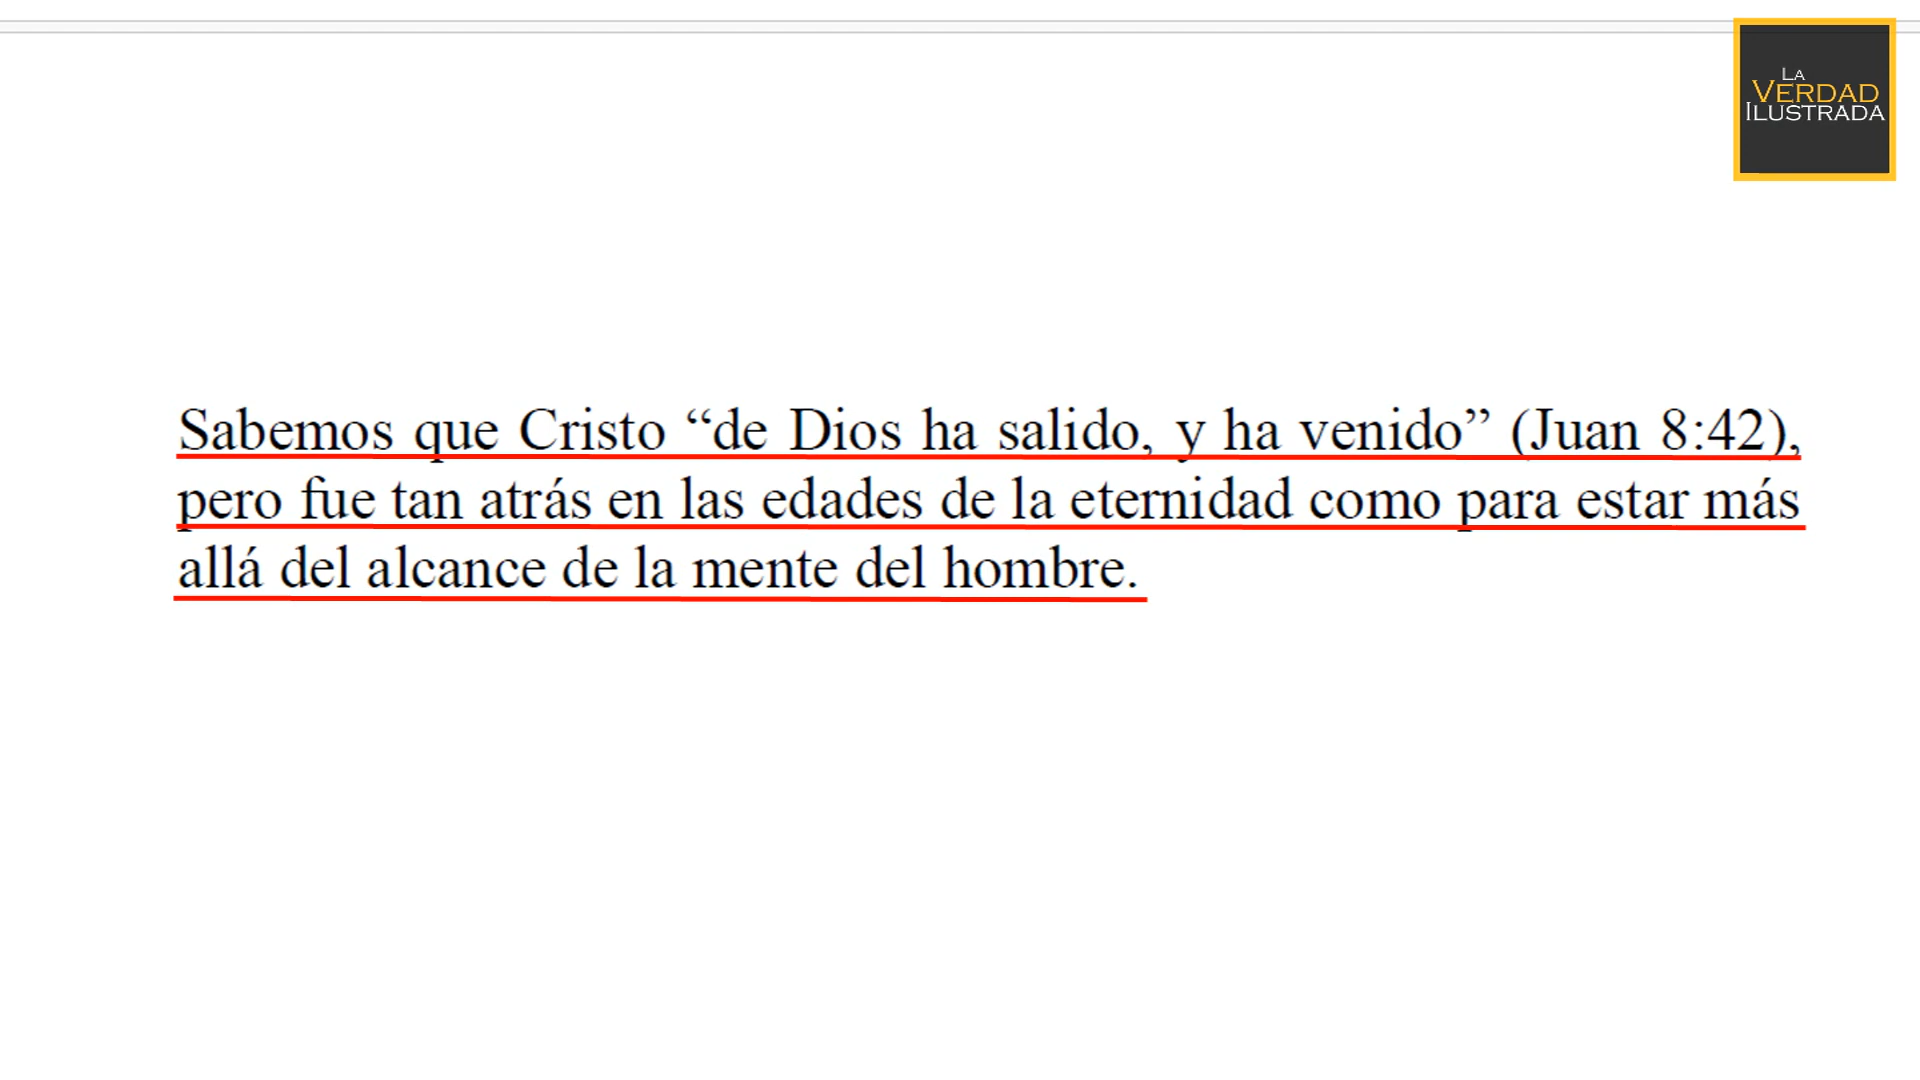 LA
VERDAD
ILUSTRADA
Sabemos que Cristo “de Dios ha salido, y ha venido” (Juan 8:42),
pero fue tan atrás en las edades de la eternidad como para estar más
allá del alcance de la mente del hombre.